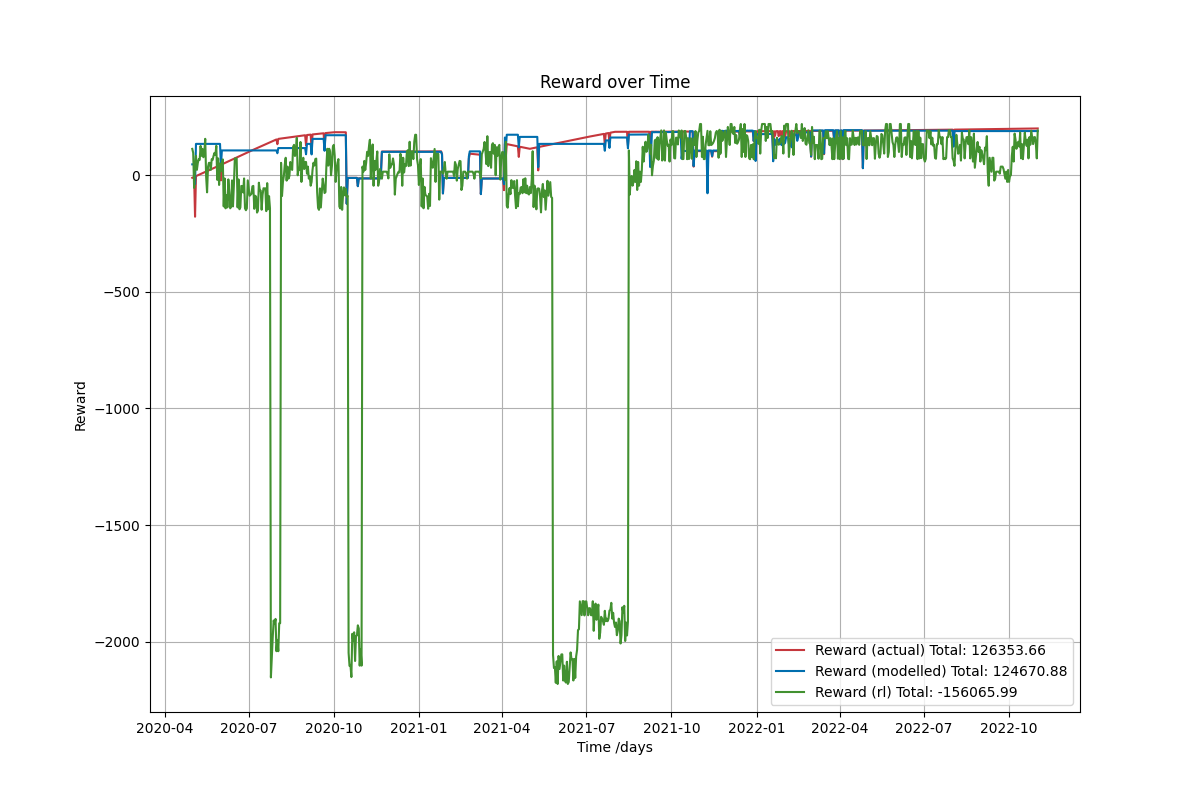 Reward over Time
0
−500
−1000
−1500
−2000
Reward
2020-04
2020-07
2020-10
2021-01
2021-04
2021-07
2021-10
2022-01
2022-04
2022-07
2022-10
Time /days
Reward (actual) Total: 126353.66
Reward (modelled) Total: 124670.88
Reward (rl) Total: -156065.99